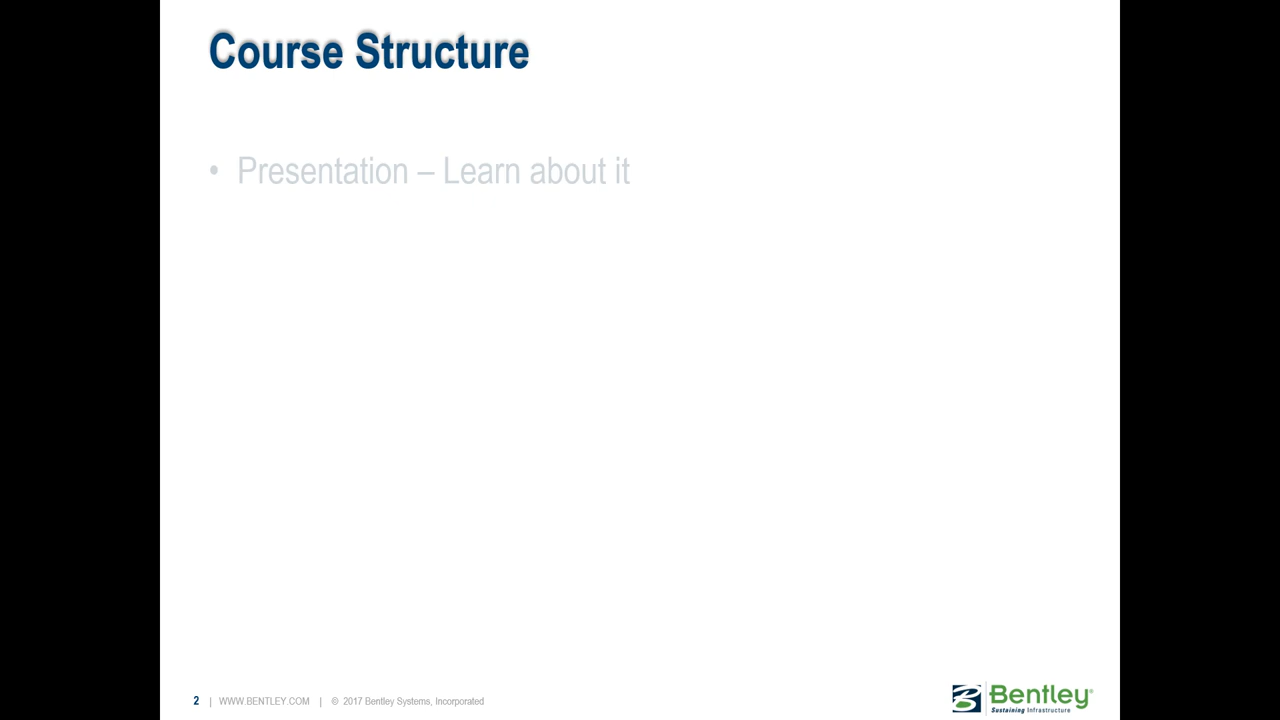 Course Structure
• Presentation – Learn about it
2 | WWW.BENTLEY.COM | © 2017 Bentley Systems, Incorporated
Bentley®
Sustaining Infrastructure